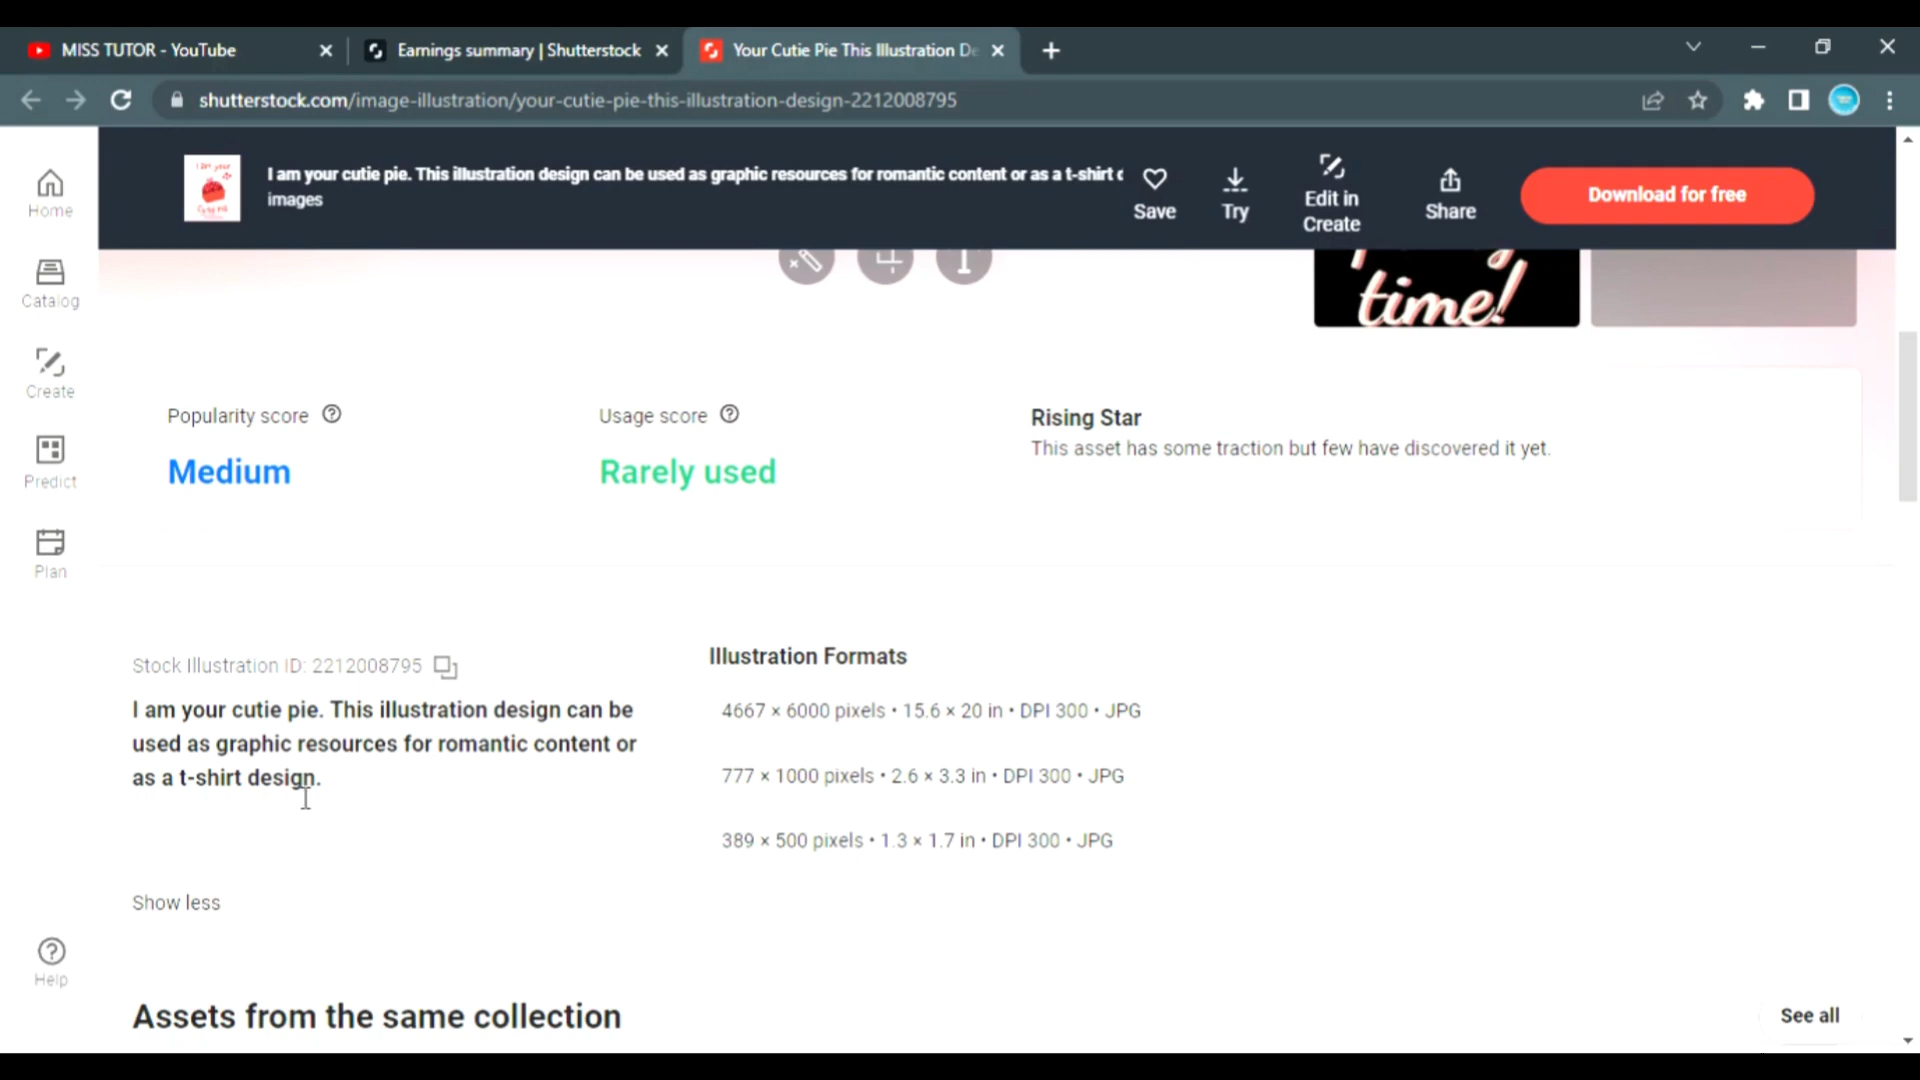 MISS TUTOR - YouTube
Earnings summary | Shutterstock
Your Cutie Pie This Illustration De
shutterstock.com/image-illustration/your-cutie-pie-this-illustration-design-2212008795
Home
Catalog
Create
Predict
Plan
Help
I am your
Cutie Pie
I am your cutie pie. This illustration design can be used as graphic resources for romantic content or as a t-shirt
images
Save
Try
Edit in
Create
Share
Download for free
time!
Popularity score
Medium
Usage score
Rarely used
Rising Star
This asset has some traction but few have discovered it yet.
Stock Illustration ID: 2212008795
I am your cutie pie. This illustration design can be
used as graphic resources for romantic content or
as a t-shirt design.
Show less
Illustration Formats
4667 × 6000 pixels • 15.6 × 20 in • DPI 300 • JPG
777 × 1000 pixels • 2.6 × 3.3 in • DPI 300 • JPG
389 × 500 pixels • 1.3 × 1.7 in • DPI 300 • JPG
Assets from the same collection
See all